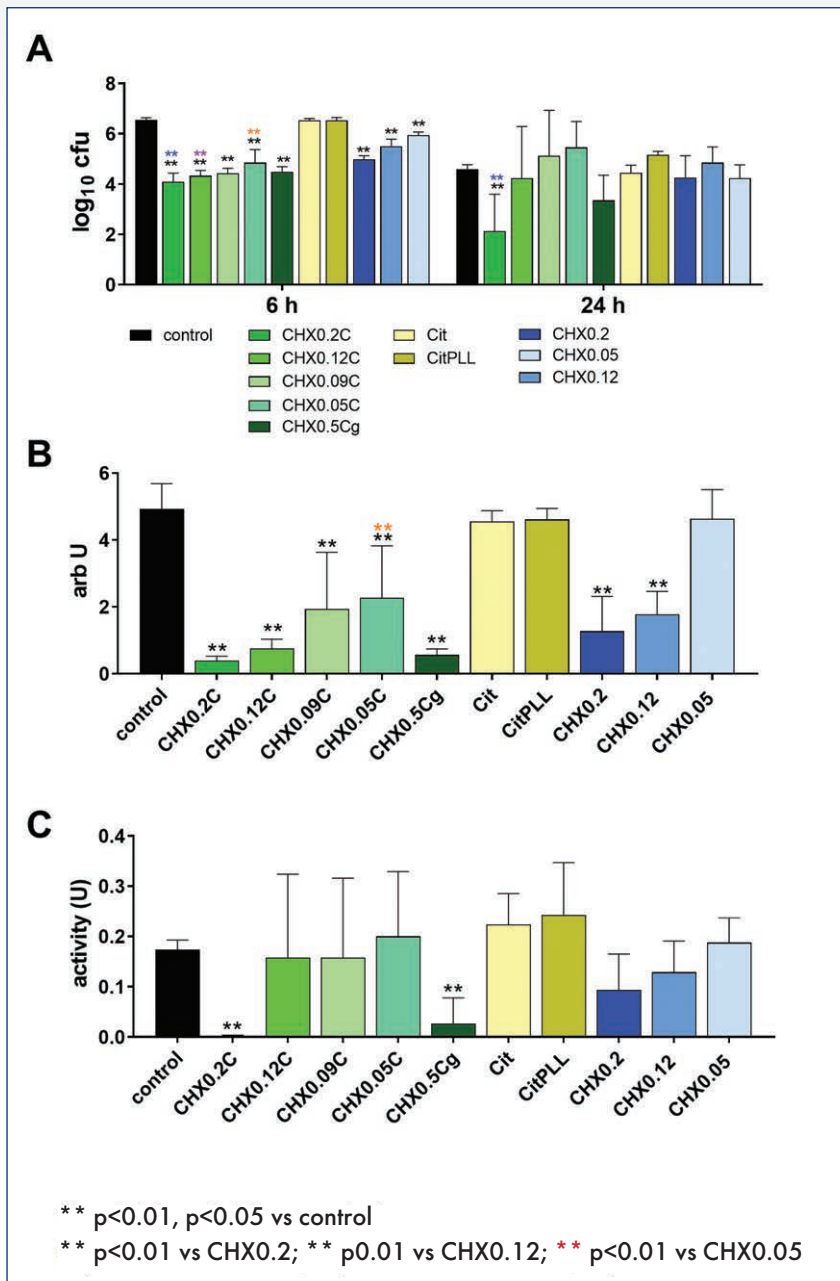 A
log10 cfu
6
4
2
0
** ** ** ** ** ** ** ** ** ** **
** **
6 h 24 h
control CHX0.2C Cit CHX0.2
CHX0.12C CitPLL CHX0.05
CHX0.09C CHX0.12
CHX0.05C
CHX0.5Cg
B
arb U
6
4
2
0
** ** ** ** ** ** ** **
control CHX0.2C CHX0.12C CHX0.09C CHX0.05C CHX0.5Cg Cit CitPLL CHX0.2 CHX0.12 CHX0.05
C
activity (U)
0.4
0.3
0.2
0.1
0.0
** **
control CHX0.2C CHX0.12C CHX0.09C CHX0.05C CHX0.5Cg Cit CitPLL CHX0.2 CHX0.12 CHX0.05
** p<0.01, p<0.05 vs control
** p<0.01 vs CHX0.2; ** p0.01 vs CHX0.12; ** p<0.01 vs CHX0.05